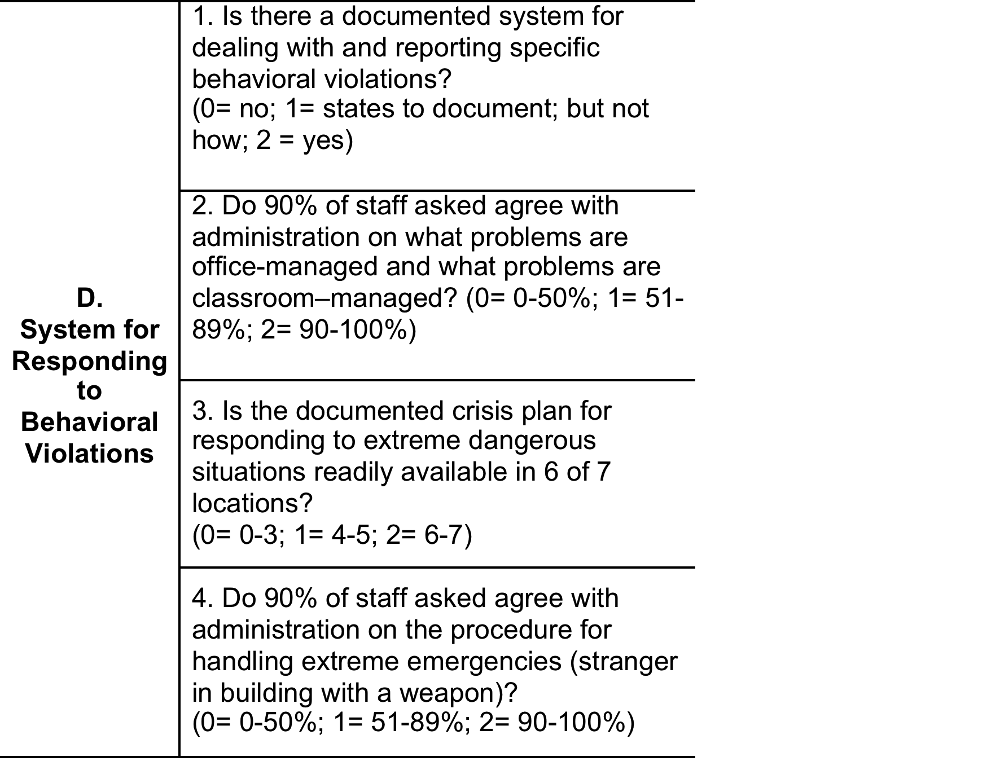 D.
System for
Responding
to
Behavioral
Violations
1. Is there a documented system for
dealing with and reporting specific
behavioral violations?
(0= no; 1= states to document; but not
how; 2 = yes)
2. Do 90% of staff asked agree with
administration on what problems are
office-managed and what problems are
classroom–managed? (0= 0-50%; 1= 51-
89%; 2= 90-100%)
3. Is the documented crisis plan for
responding to extreme dangerous
situations readily available in 6 of 7
locations?
(0= 0-3; 1= 4-5; 2= 6-7)
4. Do 90% of staff asked agree with
administration on the procedure for
handling extreme emergencies (stranger
in building with a weapon)?
(0= 0-50%; 1= 51-89%; 2= 90-100%)